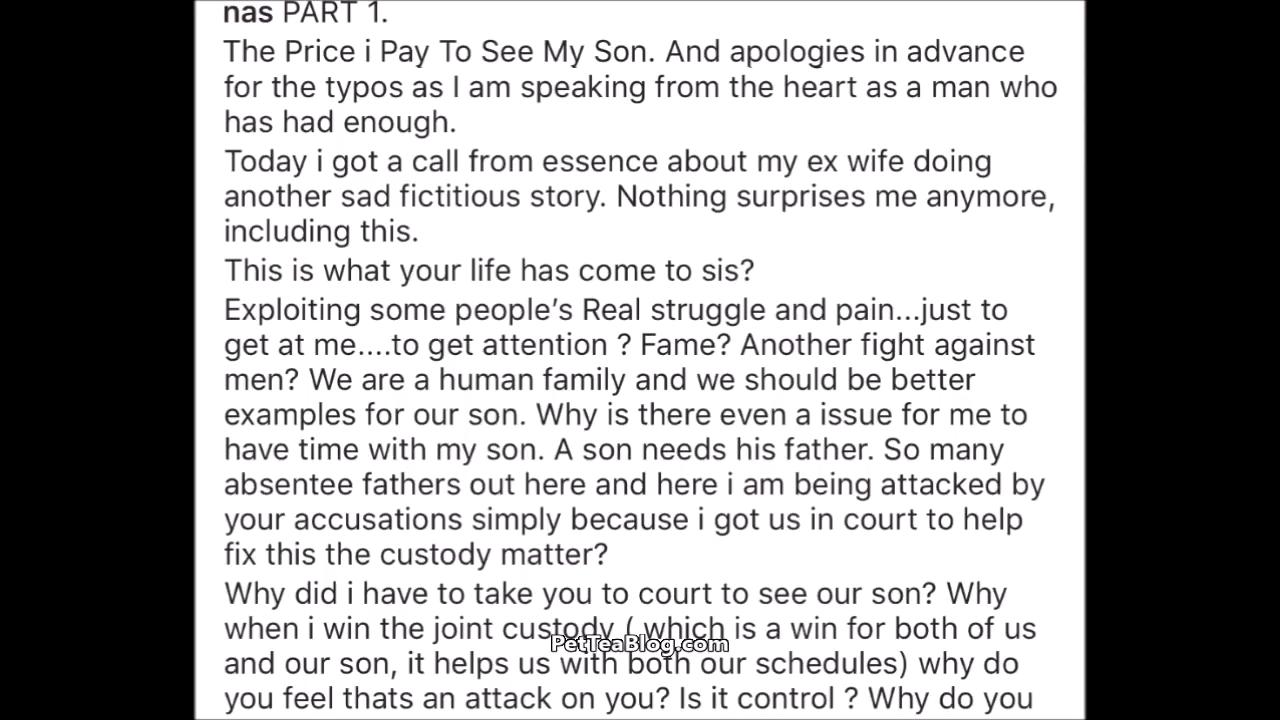 nas PART 1.
The Price i Pay To See My Son. And apologies in advance
for the typos as I am speaking from the heart as a man who
has had enough.
Today i got a call from essence about my ex wife doing
another sad fictitious story. Nothing surprises me anymore,
including this.
This is what your life has come to sis?
Exploiting some people’s Real struggle and pain...just to
get at me....to get attention ? Fame? Another fight against
men? We are a human family and we should be better
examples for our son. Why is there even a issue for me to
have time with my son. A son needs his father. So many
absentee fathers out here and here i am being attacked by
your accusations simply because i got us in court to help
fix this the custody matter?
Why did i have to take you to court to see our son? Why
when i win the joint custody ( which is a win for both of us
PetTeaBlog.com
and our son, it helps us with both our schedules) why do
you feel thats an attack on you? Is it control ? Why do you